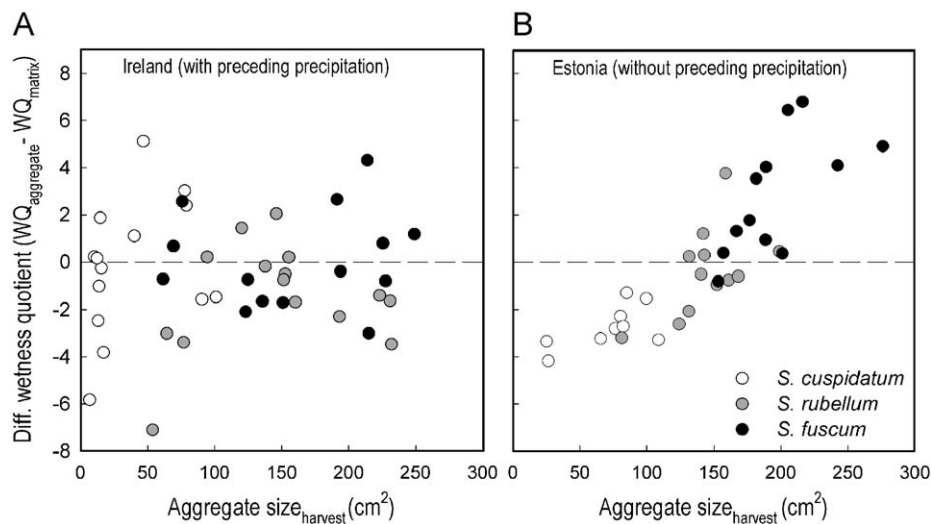 A
B
Ireland (with preceding precipitation)
Estonia (without preceding precipitation)
Diff. wetness quotient (WQaggregate - WQmatrix)
8
6
4
2
0
-2
-4
-6
-8
S. cuspidatum
S. rubellum
S. fuscum
0 50 100 150 200 250 300
0 50 100 150 200 250 300
Aggregate sizeharvest (cm2)
Aggregate sizeharvest (cm2)